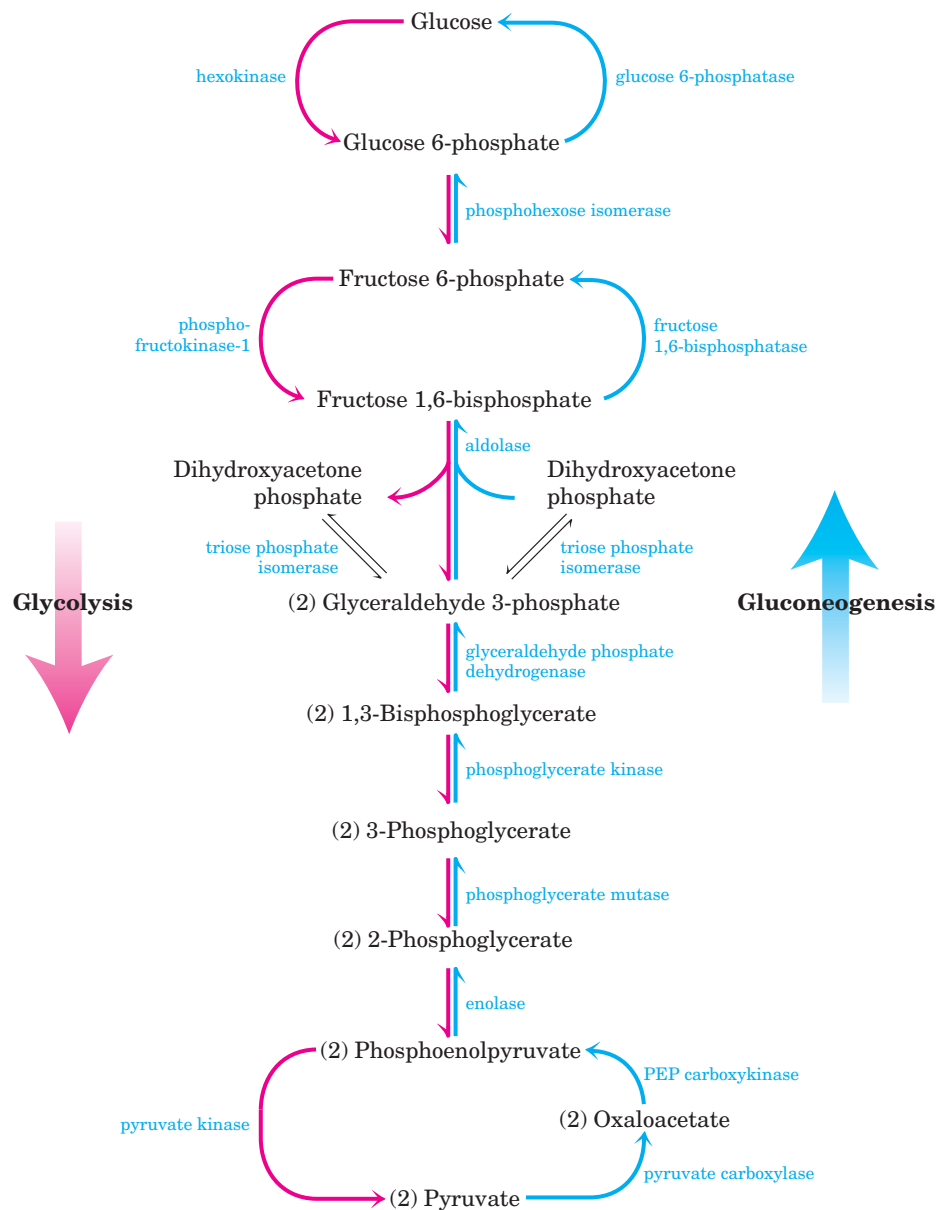 Glucose
hexokinase
glucose 6-phosphatase
Glucose 6-phosphate
phosphohexose isomerase
Fructose 6-phosphate
phospho-
fructokinase-1
fructose
1,6-bisphosphatase
Fructose 1,6-bisphosphate
aldolase
Dihydroxyacetone
phosphate
Dihydroxyacetone
phosphate
triose phosphate
isomerase
triose phosphate
isomerase
Glycolysis
(2) Glyceraldehyde 3-phosphate
Gluconeogenesis
glyceraldehyde phosphate
dehydrogenase
(2) 1,3-Bisphosphoglycerate
phosphoglycerate kinase
(2) 3-Phosphoglycerate
phosphoglycerate mutase
(2) 2-Phosphoglycerate
enolase
(2) Phosphoenolpyruvate
PEP carboxykinase
(2) Oxaloacetate
pyruvate kinase
pyruvate carboxylase
(2) Pyruvate